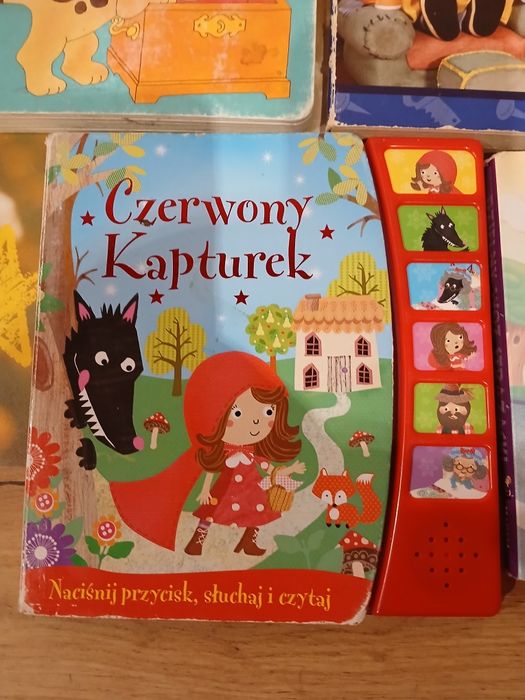 Czerwony
Kapturek
Naciśnij przycisk, słuchaj i czytaj